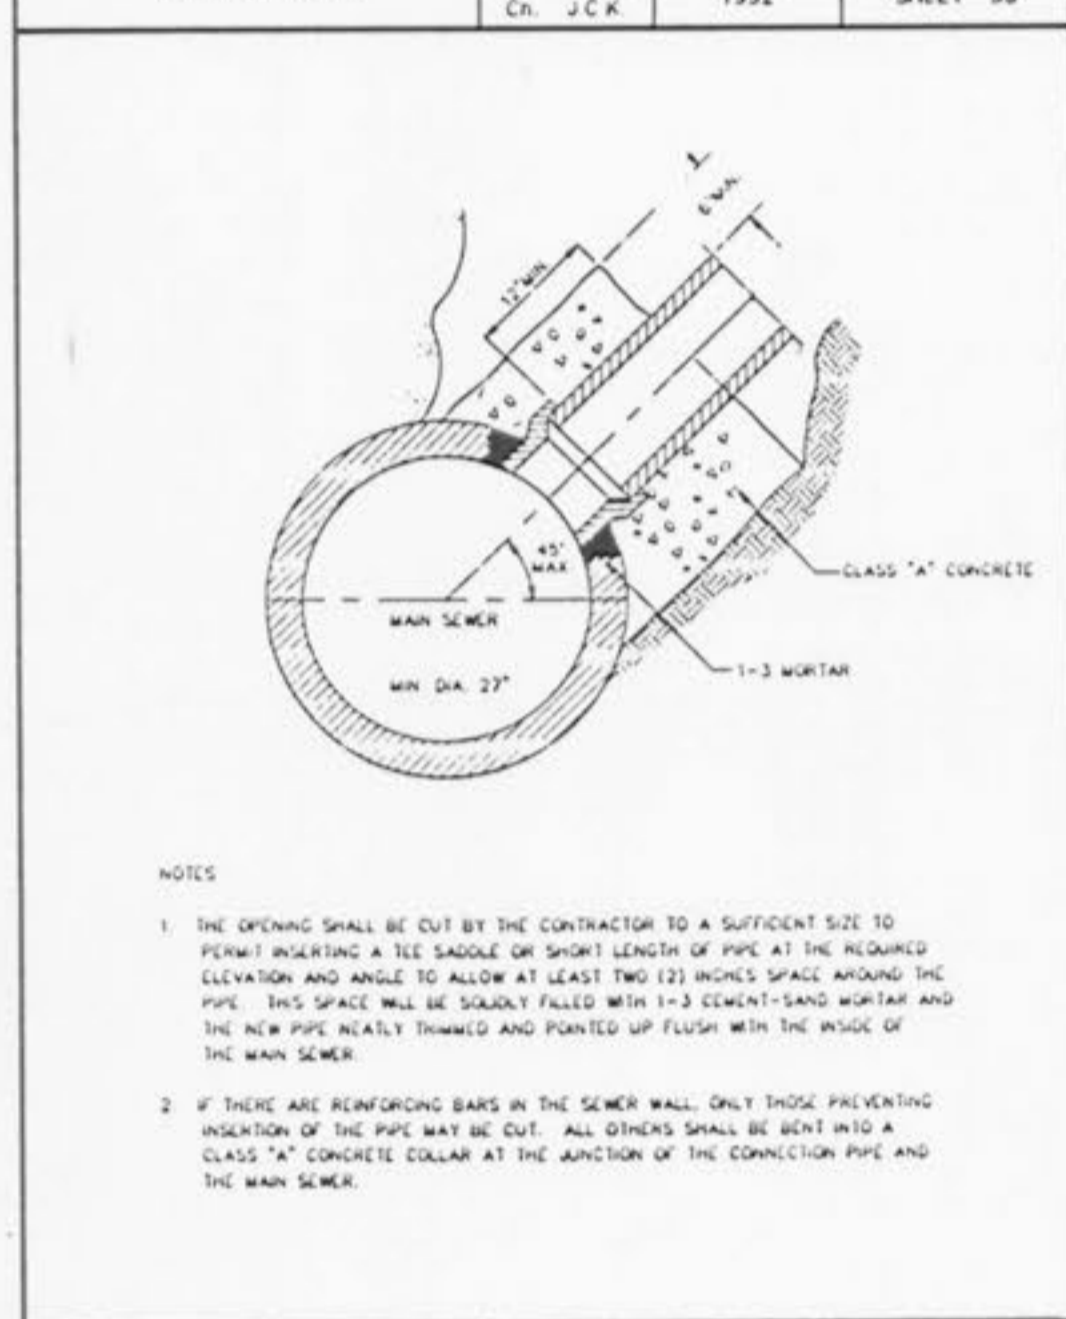 Cn. J C K.
12" MIN.
6" MIN.
45°
MAX
MAIN SEWER
MIN. DIA. 27"
CLASS "A" CONCRETE
1-3 MORTAR
NOTES
1. THE OPENING SHALL BE CUT BY THE CONTRACTOR TO A SUFFICIENT SIZE TO
PERMIT INSERTING A TEE SADDLE OR SHORT LENGTH OF PIPE AT THE REQUIRED
ELEVATION AND ANGLE TO ALLOW AT LEAST TWO (2) INCHES SPACE AROUND THE
PIPE. THIS SPACE WILL BE SOLIDLY FILLED WITH 1-3 CEMENT-SAND MORTAR AND
THE NEW PIPE NEATLY TRIMMED AND POINTED UP FLUSH WITH THE INSIDE OF
THE MAIN SEWER.
2 IF THERE ARE REINFORCING BARS IN THE SEWER WALL, ONLY THOSE PREVENTING
INSERTION OF THE PIPE MAY BE CUT. ALL OTHERS SHALL BE BENT INTO A
CLASS "A" CONCRETE COLLAR AT THE JUNCTION OF THE CONNECTION PIPE AND
THE MAIN SEWER.